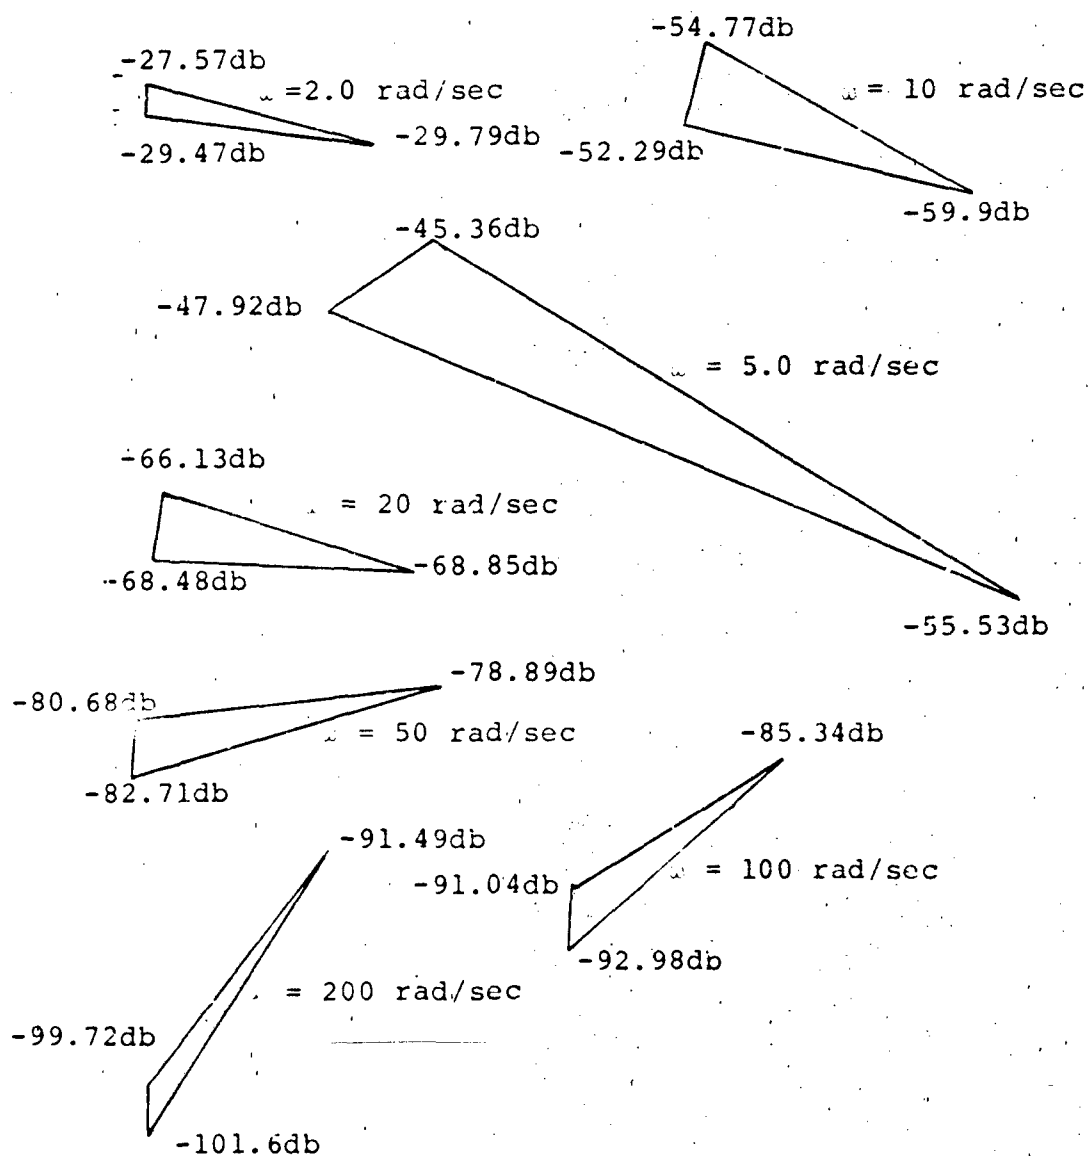 -27.57db
ω =2.0 rad/sec
-29.79db
-29.47db
-54.77db
ω = 10 rad/sec
-52.29db
-59.9db
-45.36db
-47.92db
ω = 5.0 rad/sec
-55.53db
-66.13db
= 20 rad/sec
-68.48db
-68.85db
-78.89db
-80.68db
ω = 50 rad/sec
-82.71db
-85.34db
-91.04db
ω = 100 rad/sec
-92.98db
-91.49db
= 200 rad/sec
-99.72db
-101.6db